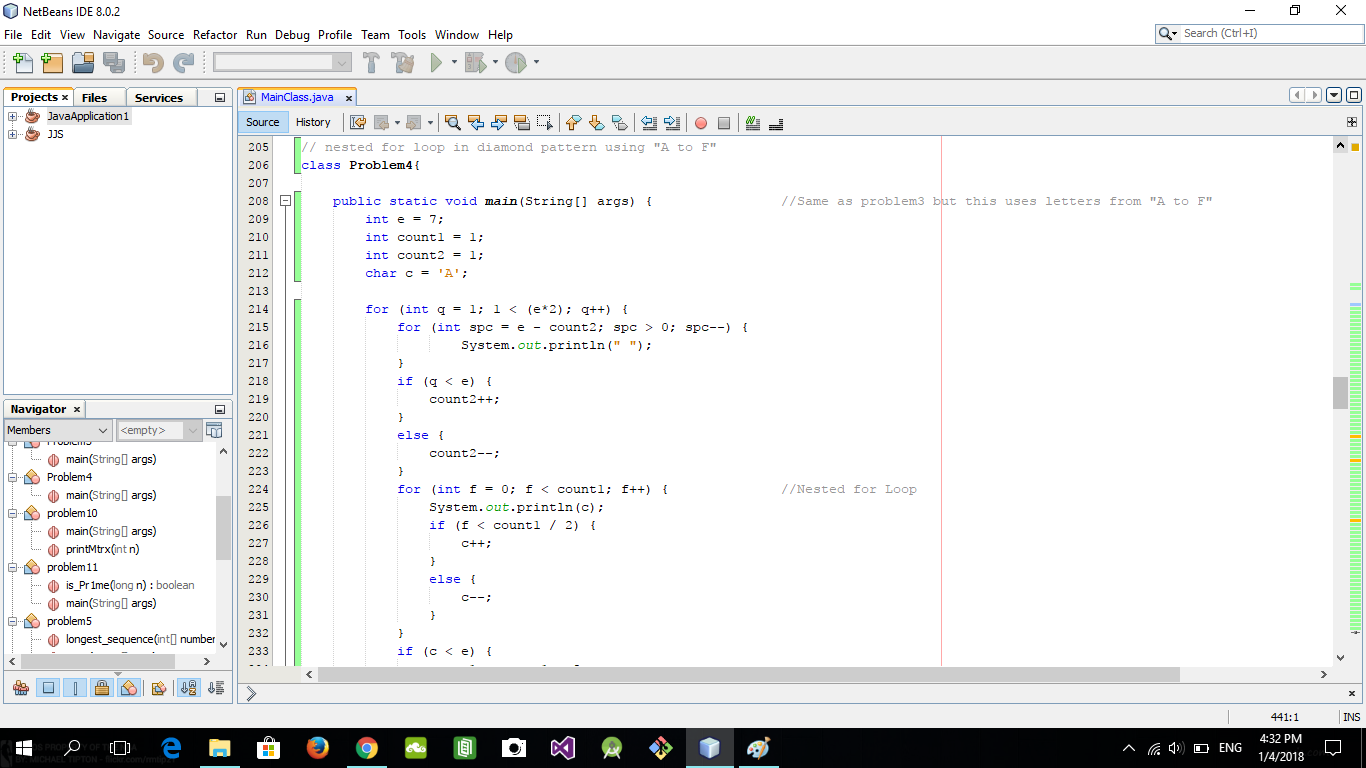 NetBeans IDE 8.0.2
File Edit View Navigate Source Refactor Run Debug Profile Team Tools Window Help
Search (Ctrl+I)
Projects Files Services
JavaApplication1
JJS
MainClass.java
Source History
205 // nested for loop in diamond pattern using "A to F"
206 class Problem4{
207
208 public static void main(String[] args) { //Same as problem3 but this uses letters from "A to F"
209 int e = 7;
210 int count1 = 1;
211 int count2 = 1;
212 char c = 'A';
213
214 for (int q = 1; 1 < (e*2); q++) {
215 for (int spc = e - count2; spc > 0; spc--) {
216 System.out.println(" ");
217 }
218 if (q < e) {
219 count2++;
220 }
221 else {
222 count2--;
223 }
224 for (int f = 0; f < count1; f++) { //Nested for Loop
225 System.out.println(c);
226 if (f < count1 / 2) {
227 c++;
228 }
229 else {
230 c--;
231 }
232 }
233 if (c < e) {
Navigator
Members <empty>
main(String[] args)
Problem4
main(String[] args)
problem10
main(String[] args)
printMtrx(int n)
problem11
is_Pr1me(long n) : boolean
main(String[] args)
problem5
longest_sequence(int[] number
441:1 INS
ENG
4:32 PM
1/4/2018